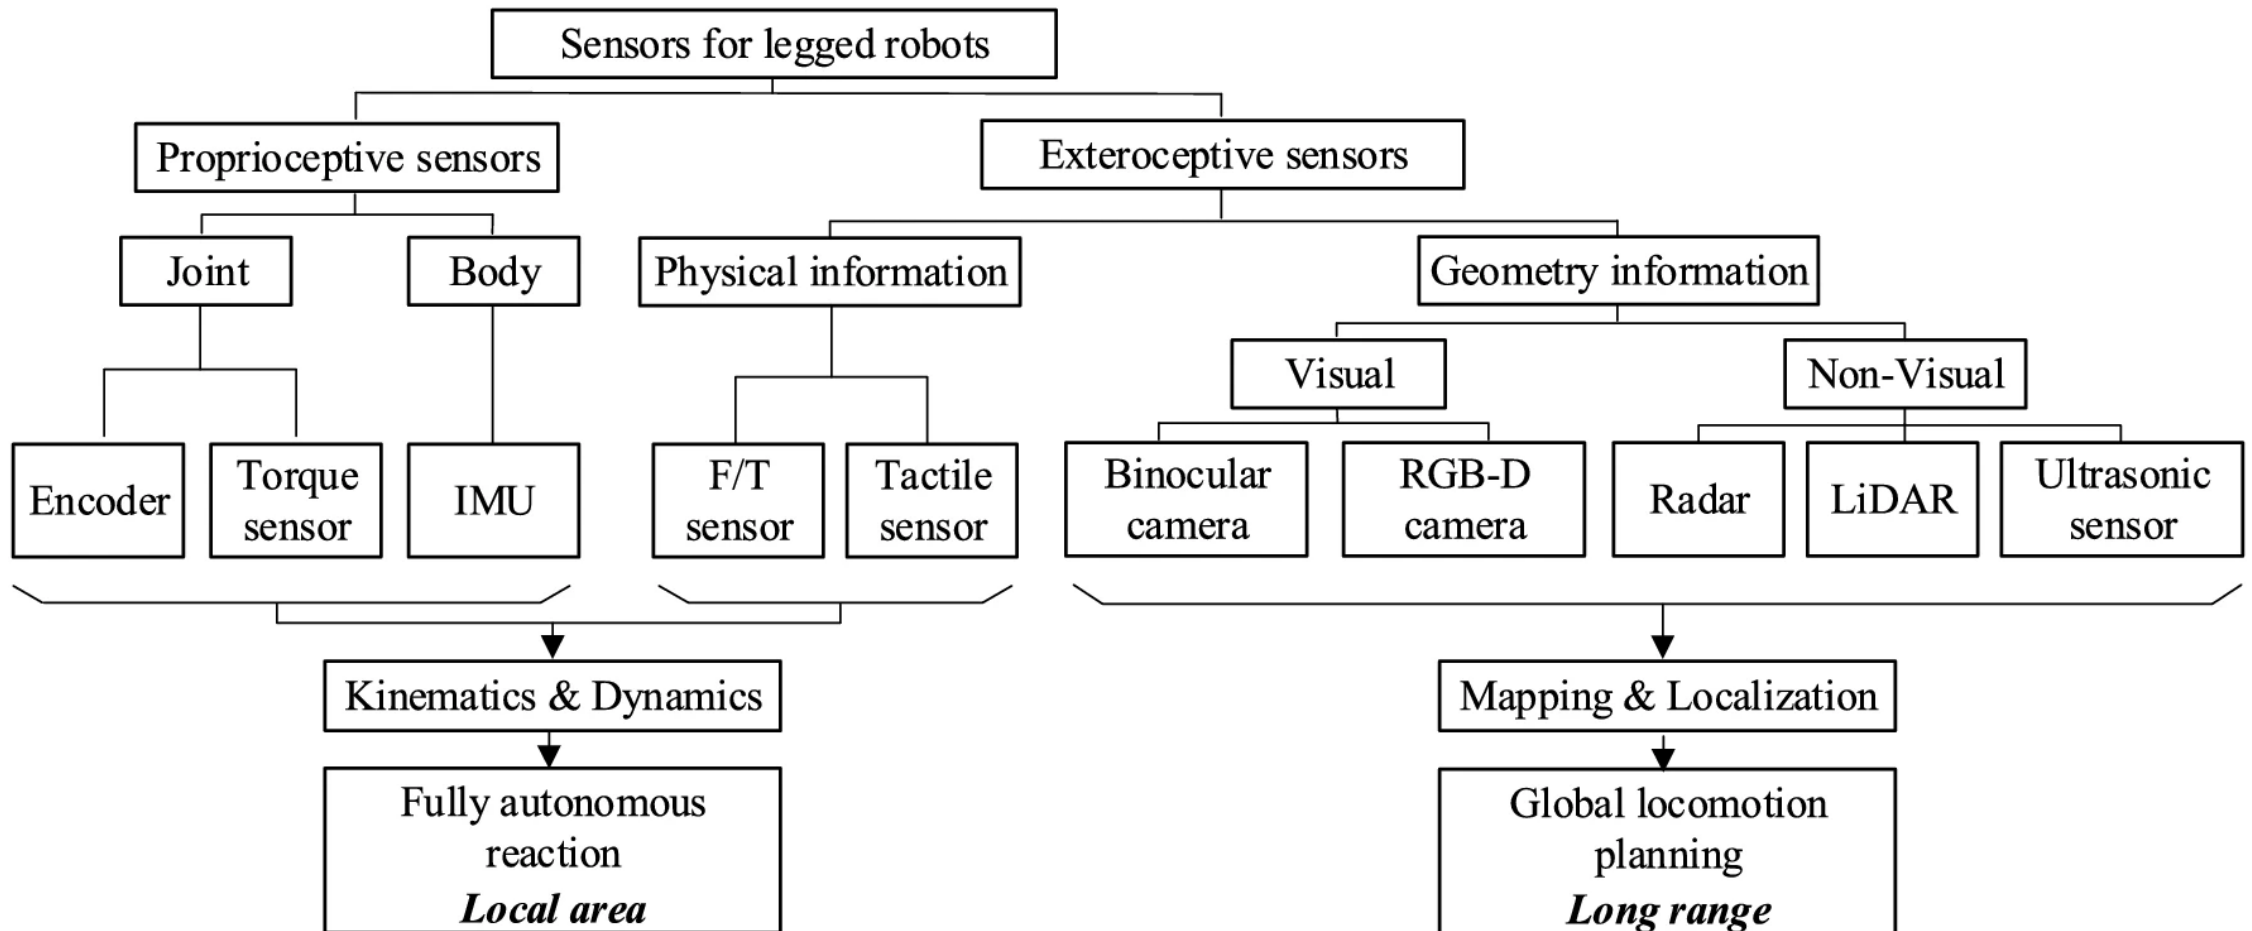 Sensors for legged robots
Proprioceptive sensors
Exteroceptive sensors
Joint
Body
Physical information
Geometry information
Visual
Non-Visual
Encoder
Torque
sensor
IMU
F/T
sensor
Tactile
sensor
Binocular
camera
RGB-D
camera
Radar
LiDAR
Ultrasonic
sensor
Kinematics & Dynamics
Mapping & Localization
Fully autonomous
reaction
Local area
Global locomotion
planning
Long range